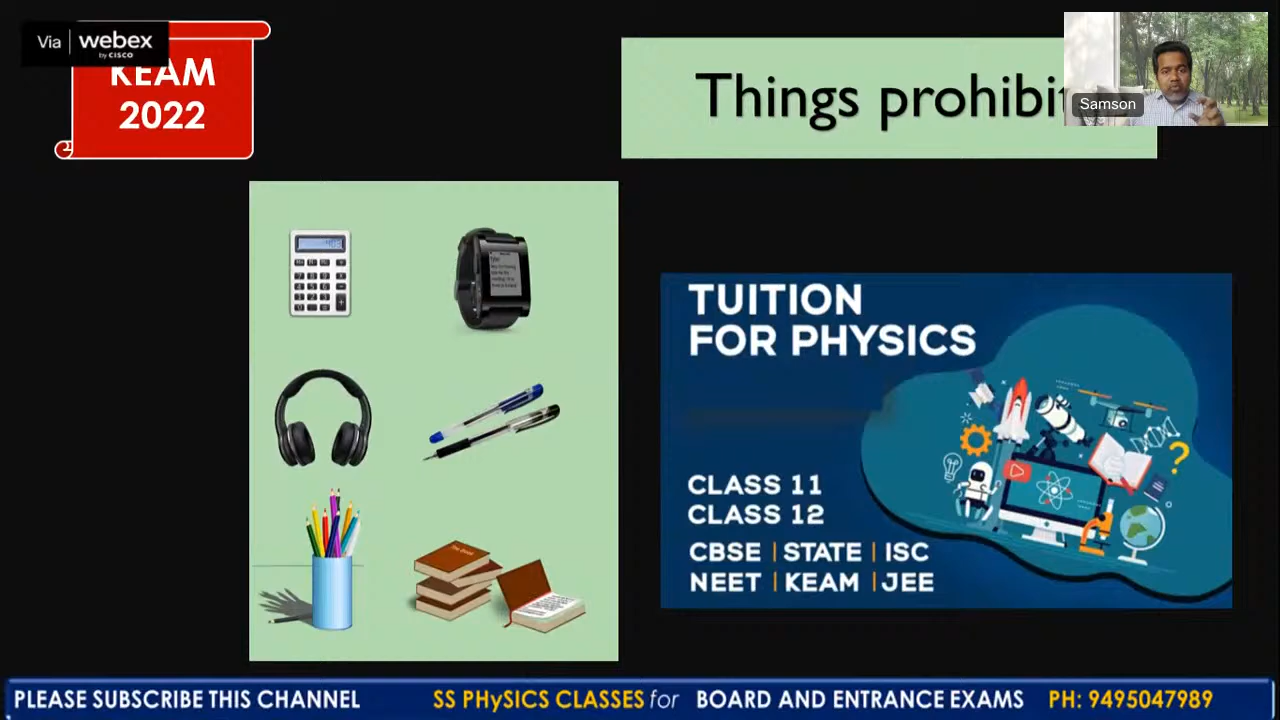 Via webex
by CISCO
KEAM
2022
Things prohibit
Samson
TUITION
FOR PHYSICS
CLASS 11
CLASS 12
CBSE | STATE | ISC
NEET | KEAM | JEE
PLEASE SUBSCRIBE THIS CHANNEL SS PHySICS CLASSES for BOARD AND ENTRANCE EXAMS PH: 9495047989